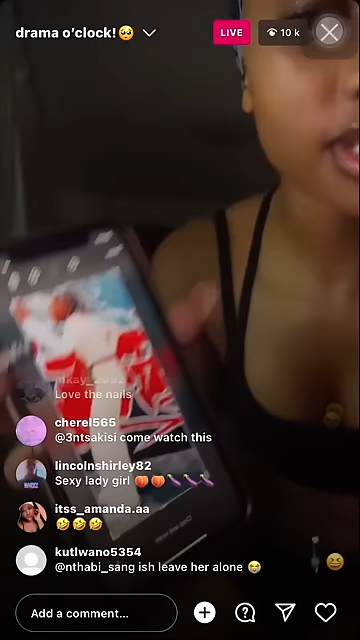 drama o'clock!🥺
LIVE
10 k
Love the nails
cherel565
@3ntsakisi come watch this
lincolnshirley82
Sexy lady girl 🍑🍑🍆🍆🍆
itss_amanda.aa
🤣🤣🤣
kutlwano5354
@nthabi_sang ish leave her alone 😭
😆
Add a comment...